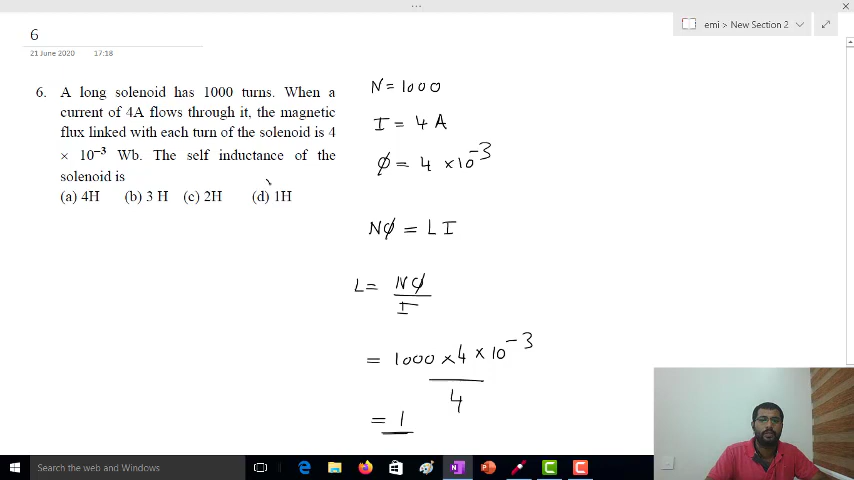 emi > New Section 2
6
21 June 2020 17:18
6. A long solenoid has 1000 turns. When a
current of 4A flows through it, the magnetic
flux linked with each turn of the solenoid is 4
× 10⁻³ Wb. The self inductance of the
solenoid is
(a) 4H (b) 3 H (c) 2H (d) 1H
N = 1000
I = 4 A
ϕ = 4 × 10⁻³
Nϕ = L I
L = Nϕ / I
= 1000 × 4 × 10⁻³ / 4
= 1
Search the web and Windows